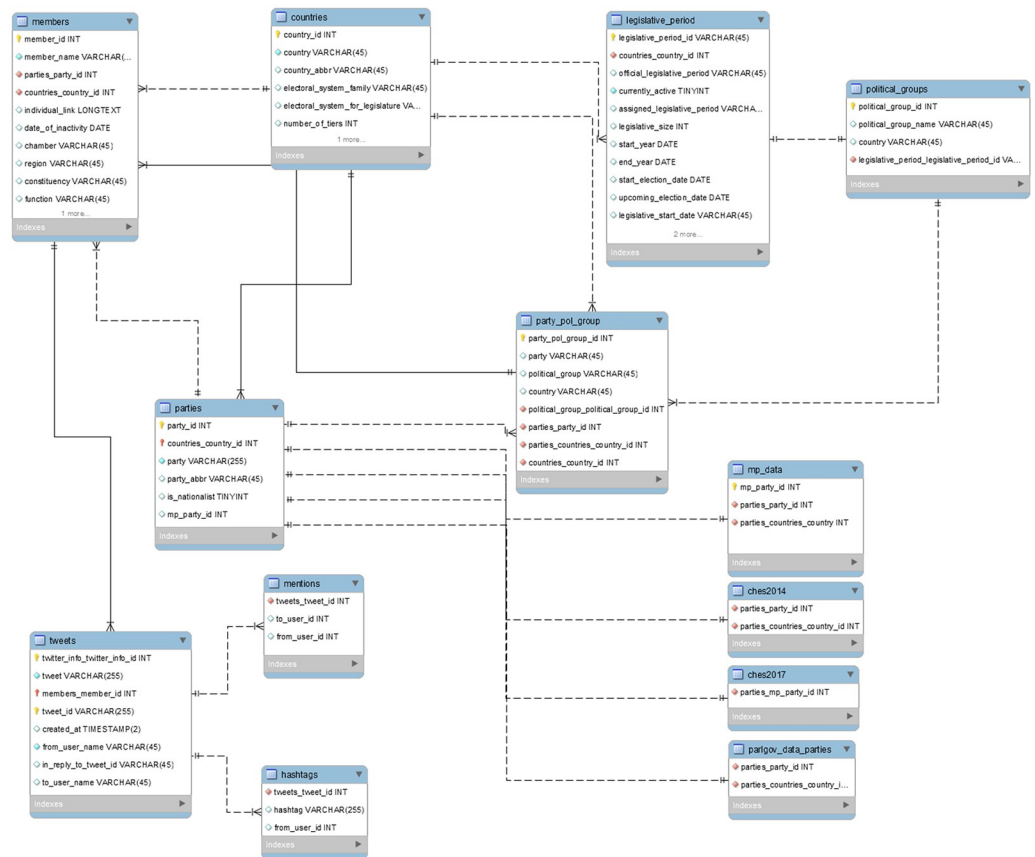 members
member_id INT
member_name VARCHAR(...
parties_party_id INT
countries_country_id INT
individual_link LONGTEXT
date_of_inactivity DATE
chamber VARCHAR(45)
region VARCHAR(45)
constituency VARCHAR(45)
function VARCHAR(45)
1 more...
Indexes
countries
country_id INT
country VARCHAR(45)
country_abbr VARCHAR(45)
electoral_system_family VARCHAR(45)
electoral_system_for_legislature VA...
number_of_tiers INT
1 more...
Indexes
legislative_period
legislative_period_id VARCHAR(45)
countries_country_id INT
official_legislative_period VARCHAR(45)
currently_active TINYINT
assigned_legislative_period VARCHA...
legislative_size INT
start_year DATE
end_year DATE
start_election_date DATE
upcoming_election_date DATE
legislative_start_date VARCHAR(45)
2 more...
Indexes
political_groups
political_group_id INT
political_group_name VARCHAR(45)
country VARCHAR(45)
legislative_period_legislative_period_id VA...
Indexes
party_pol_group
party_pol_group_id INT
party VARCHAR(45)
political_group VARCHAR(45)
country VARCHAR(45)
political_group_political_group_id INT
parties_party_id INT
parties_countries_country_id INT
countries_country_id INT
Indexes
parties
party_id INT
countries_country_id INT
party VARCHAR(255)
party_abbr VARCHAR(45)
is_nationalist TINYINT
mp_party_id INT
Indexes
mp_data
mp_party_id INT
parties_party_id INT
parties_countries_country INT
Indexes
ches2014
parties_party_id INT
parties_countries_country_id INT
Indexes
ches2017
parties_mp_party_id INT
Indexes
parlgov_data_parties
parties_party_id INT
parties_countries_country_i...
Indexes
mentions
tweets_tweet_id INT
to_user_id INT
from_user_id INT
Indexes
tweets
twitter_info_twitter_info_id INT
tweet VARCHAR(255)
members_member_id INT
tweet_id VARCHAR(255)
created_at TIMESTAMP(2)
from_user_name VARCHAR(45)
in_reply_to_tweet_id VARCHAR(45)
to_user_name VARCHAR(45)
Indexes
hashtags
tweets_tweet_id INT
hashtag VARCHAR(255)
from_user_id INT
Indexes